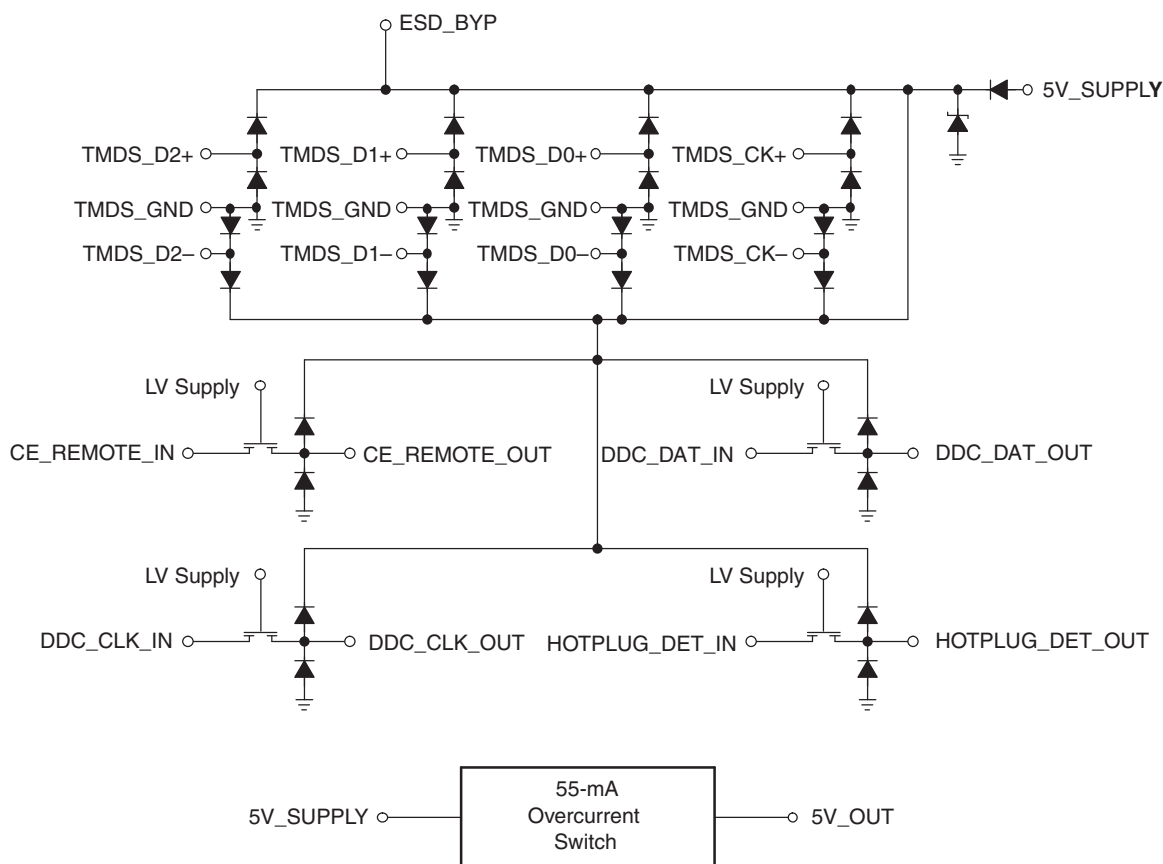 ESD_BYP
5V_SUPPLY
TMDS_D2+
TMDS_D1+
TMDS_D0+
TMDS_CK+
TMDS_GND
TMDS_GND
TMDS_GND
TMDS_GND
TMDS_D2–
TMDS_D1–
TMDS_D0–
TMDS_CK–
LV Supply
LV Supply
CE_REMOTE_IN
CE_REMOTE_OUT
DDC_DAT_IN
DDC_DAT_OUT
LV Supply
LV Supply
DDC_CLK_IN
DDC_CLK_OUT
HOTPLUG_DET_IN
HOTPLUG_DET_OUT
5V_SUPPLY
55-mA
Overcurrent
Switch
5V_OUT